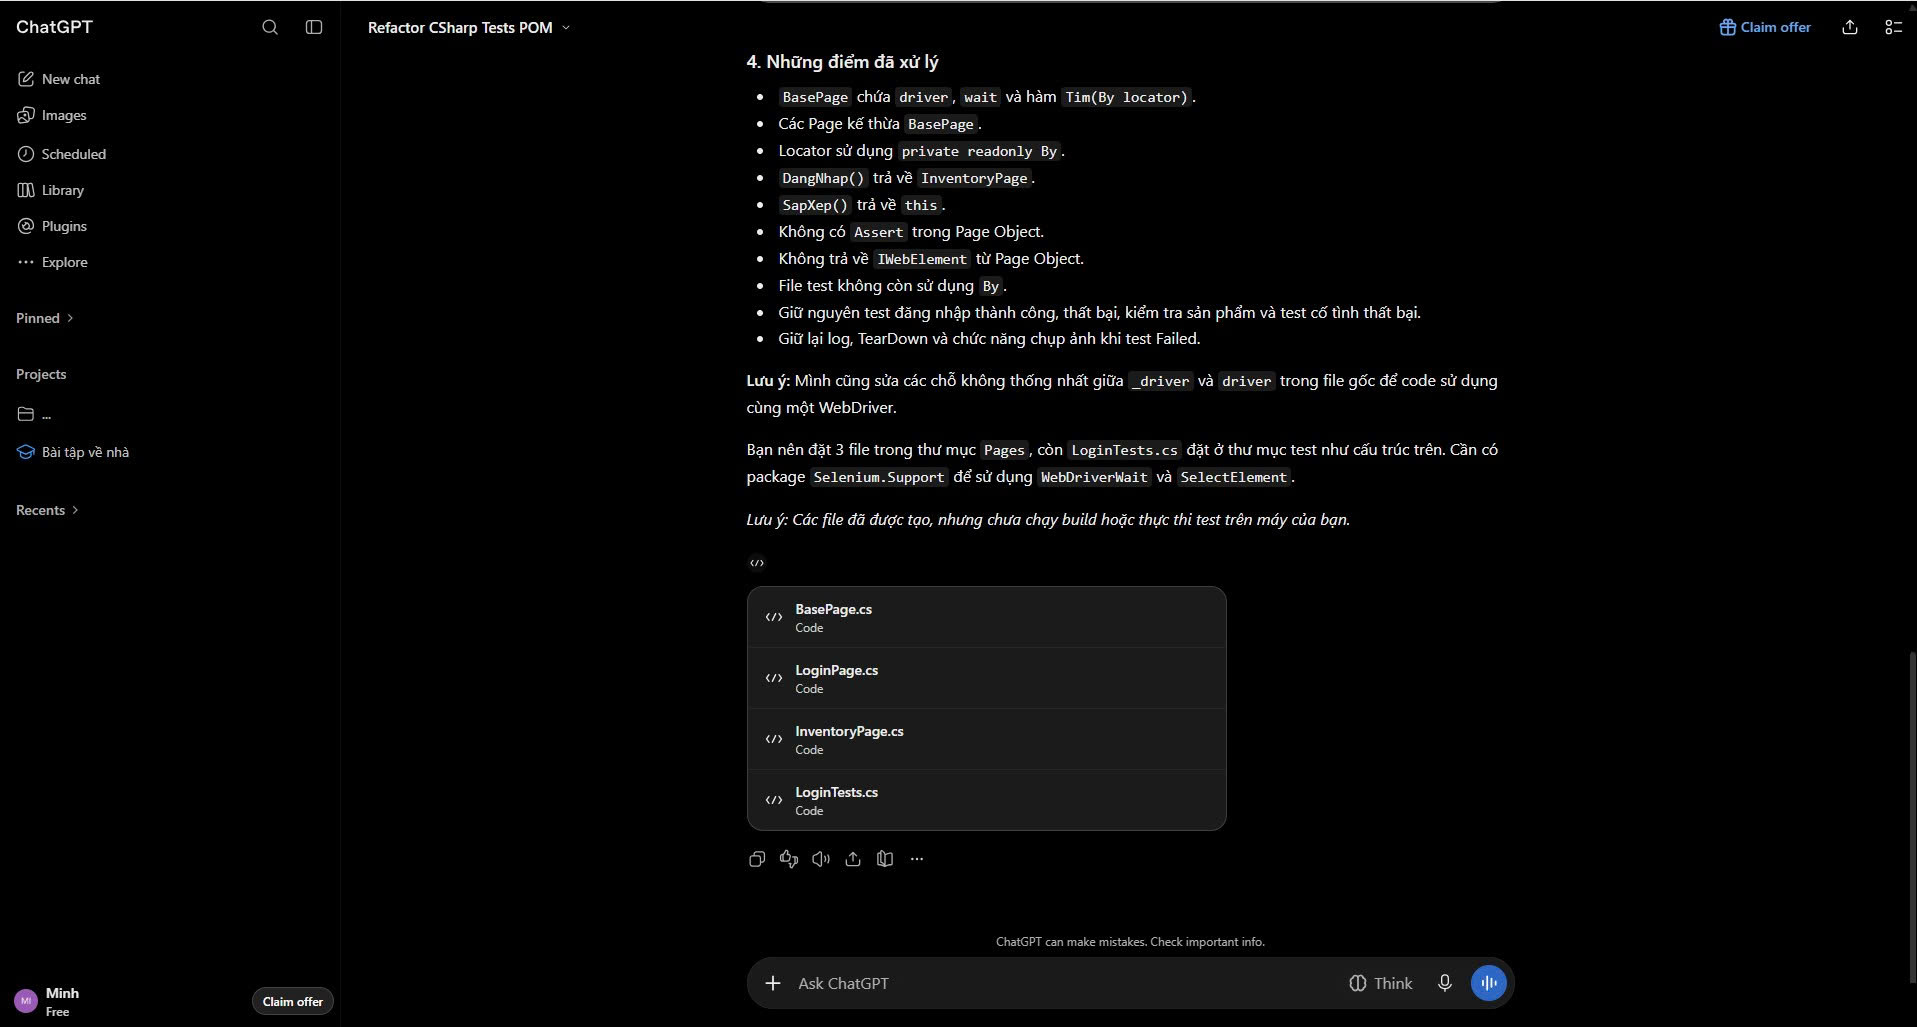 ChatGPT
New chat
Images
Scheduled
Library
Plugins
Explore
Pinned
Projects
...
Bài tập về nhà
Recents
MI
Minh
Free
Claim offer
Refactor CSharp Tests POM
Claim offer
4. Những điểm đã xử lý
BasePage chứa driver, wait và hàm Tim(By locator).
Các Page kế thừa BasePage.
Locator sử dụng private readonly By.
DangNhap() trả về InventoryPage.
SapXep() trả về this.
Không có Assert trong Page Object.
Không trả về IWebElement từ Page Object.
File test không còn sử dụng By.
Giữ nguyên test đăng nhập thành công, thất bại, kiểm tra sản phẩm và test cố tình thất bại.
Giữ lại log, TearDown và chức năng chụp ảnh khi test Failed.
Lưu ý: Mình cũng sửa các chỗ không thống nhất giữa _driver và driver trong file gốc để code sử dụng
cùng một WebDriver.
Bạn nên đặt 3 file trong thư mục Pages, còn LoginTests.cs đặt ở thư mục test như cấu trúc trên. Cần có
package Selenium.Support để sử dụng WebDriverWait và SelectElement.
Lưu ý: Các file đã được tạo, nhưng chưa chạy build hoặc thực thi test trên máy của bạn.
BasePage.cs
Code
LoginPage.cs
Code
InventoryPage.cs
Code
LoginTests.cs
Code
ChatGPT can make mistakes. Check important info.
Ask ChatGPT
Think